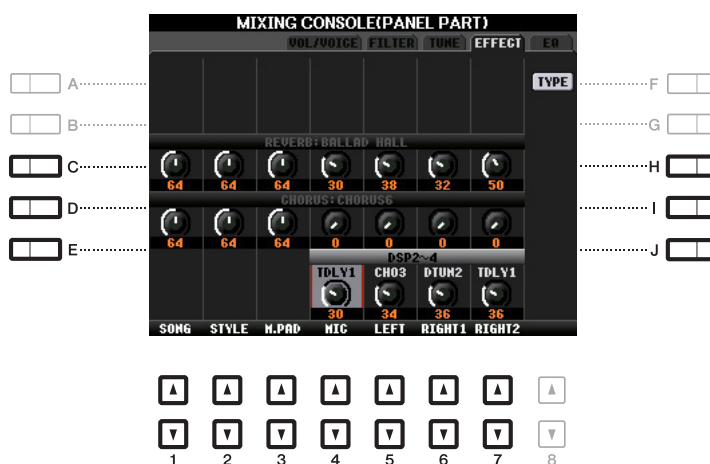 MIXING CONSOLE(PANEL PART)
VOL/VOICE FILTER TUNE EFFECT EQ
A TYPE F
B G
REVERB:BALLAD HALL
C H
64 64 64 30 38 32 50
CHORUS:CHORUS6
D I
64 64 64 0 0 0 0
E DSP2~4 J
TDLY1 CHO3 DTUN2 TDLY1
30 34 36 36
SONG STYLE M.PAD MIC LEFT RIGHT1 RIGHT2
1 2 3 4 5 6 7 8